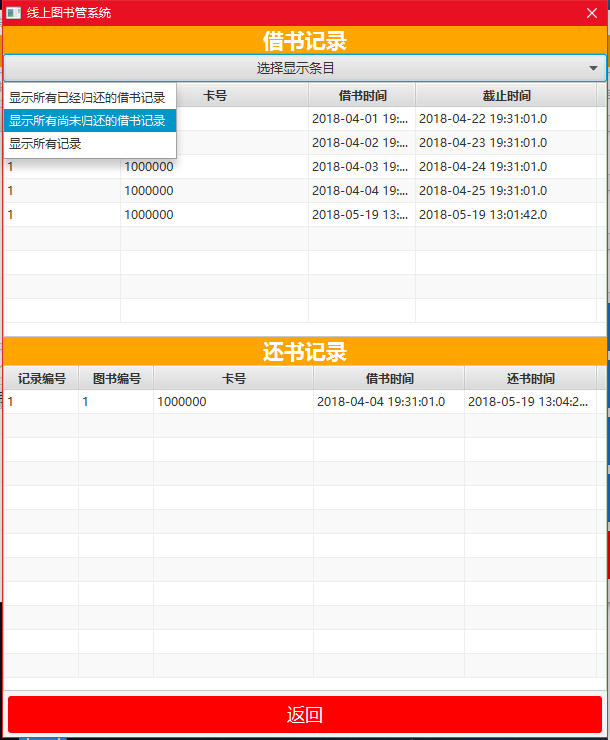 线上图书管系统
借书记录
选择显示条目
显示所有已经归还的借书记录
显示所有尚未归还的借书记录
显示所有记录
卡号 借书时间 截止时间
2018-04-01 19:... 2018-04-22 19:31:01.0
2018-04-02 19:... 2018-04-23 19:31:01.0
1 1000000 2018-04-03 19:... 2018-04-24 19:31:01.0
1 1000000 2018-04-04 19:... 2018-04-25 19:31:01.0
1 1000000 2018-05-19 13:... 2018-05-19 13:01:42.0
还书记录
记录编号 图书编号 卡号 借书时间 还书时间
1 1 1000000 2018-04-04 19:31:01.0 2018-05-19 13:04:2...
返回